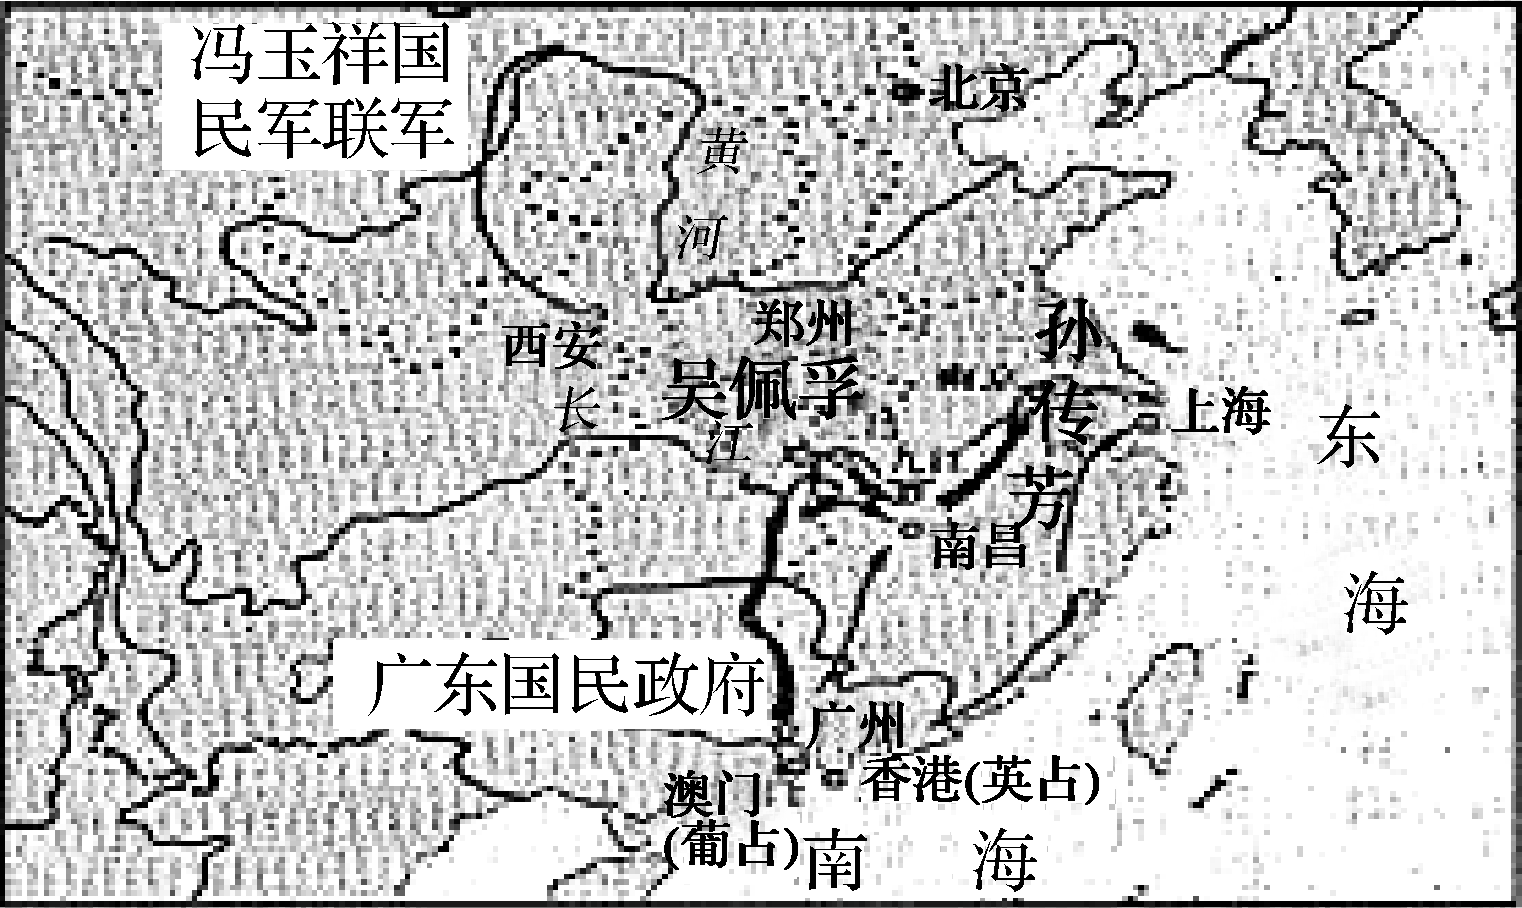 冯玉祥国
民军联军
北京
黄
河
郑州
西安
吴佩孚
孙
传
芳
长
江
上海
东
海
南昌
广东国民政府
广州
香港(英占)
澳门
(葡占)
南 海